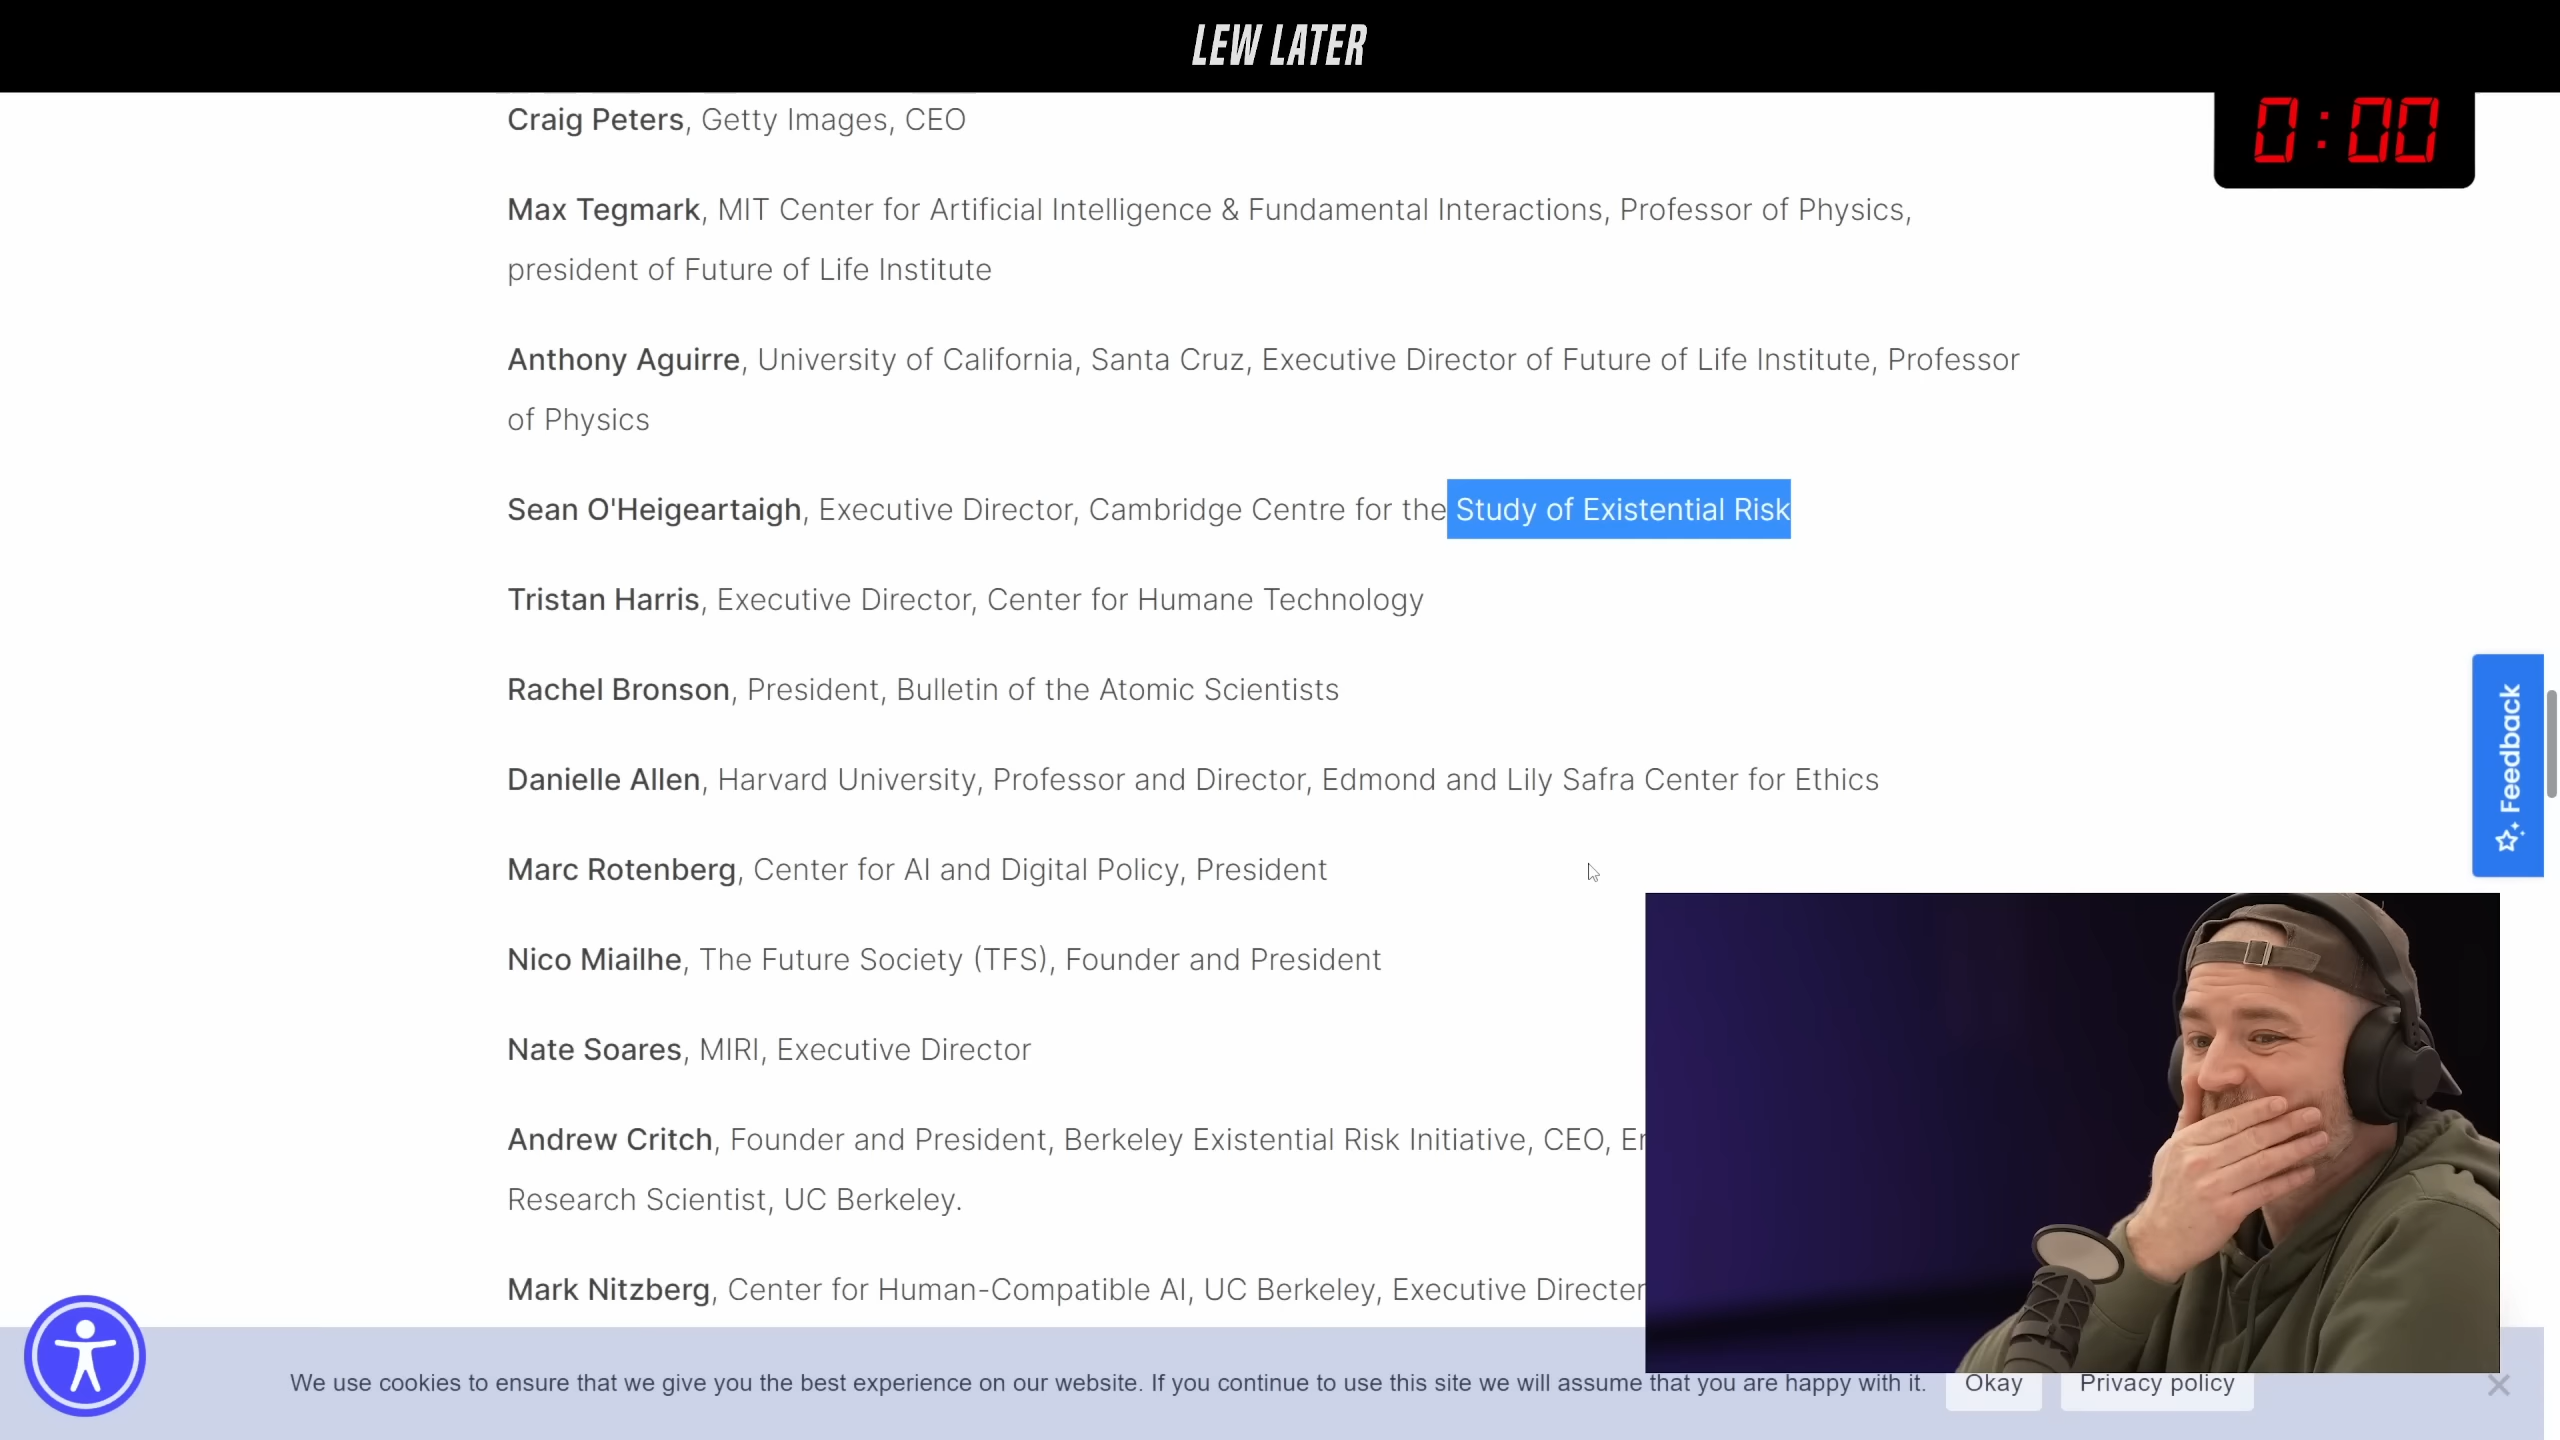 LEW LATER
0:00
Craig Peters, Getty Images, CEO
Max Tegmark, MIT Center for Artificial Intelligence & Fundamental Interactions, Professor of Physics,
president of Future of Life Institute
Anthony Aguirre, University of California, Santa Cruz, Executive Director of Future of Life Institute, Professor
of Physics
Sean O'Heigeartaigh, Executive Director, Cambridge Centre for the Study of Existential Risk
Tristan Harris, Executive Director, Center for Humane Technology
Rachel Bronson, President, Bulletin of the Atomic Scientists
Danielle Allen, Harvard University, Professor and Director, Edmond and Lily Safra Center for Ethics
Marc Rotenberg, Center for AI and Digital Policy, President
Nico Miailhe, The Future Society (TFS), Founder and President
Nate Soares, MIRI, Executive Director
Andrew Critch, Founder and President, Berkeley Existential Risk Initiative, CEO,
Research Scientist, UC Berkeley.
Mark Nitzberg, Center for Human-Compatible AI, UC Berkeley, Executive Directer
Feedback
We use cookies to ensure that we give you the best experience on our website. If you continue to use this site we will assume that you are happy with it.
Okay
Privacy policy